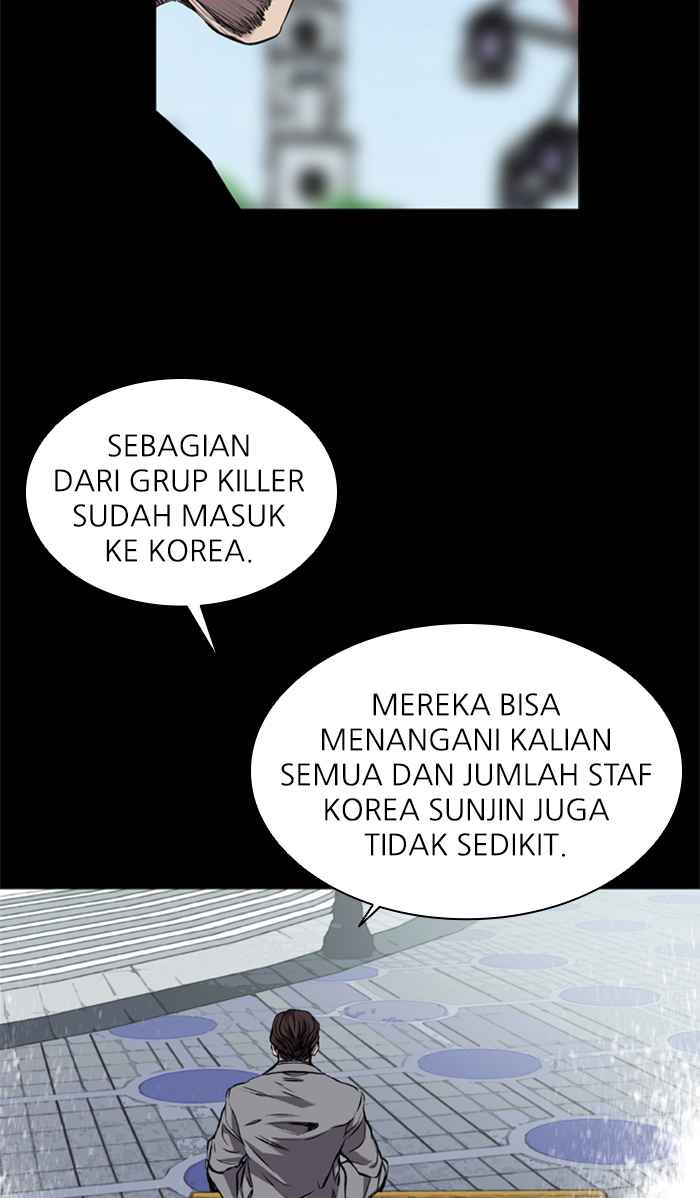 SEBAGIAN
DARI GRUP KILLER
SUDAH MASUK
KE KOREA.
MEREKA BISA
MENANGANI KALIAN
SEMUA DAN JUMLAH STAF
KOREA SUNJIN JUGA
TIDAK SEDIKIT.